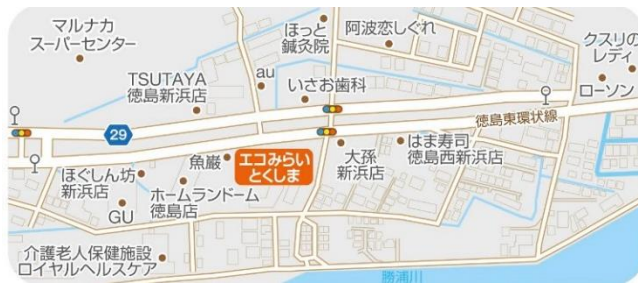 マルナカ
スーパーセンター
ほっと
鍼灸院
阿波恋しぐれ
クスリの
レディ
ローソン
TSUTAYA
徳島新浜店
au
いさお歯科
29
徳島東環状線
ほぐしん坊
新浜店
魚巌
エコみらい
とくしま
大孫
新浜店
はま寿司
徳島西新浜店
GU
ホームランドーム
徳島店
介護老人保健施設
ロイヤルヘルスケア
勝浦川